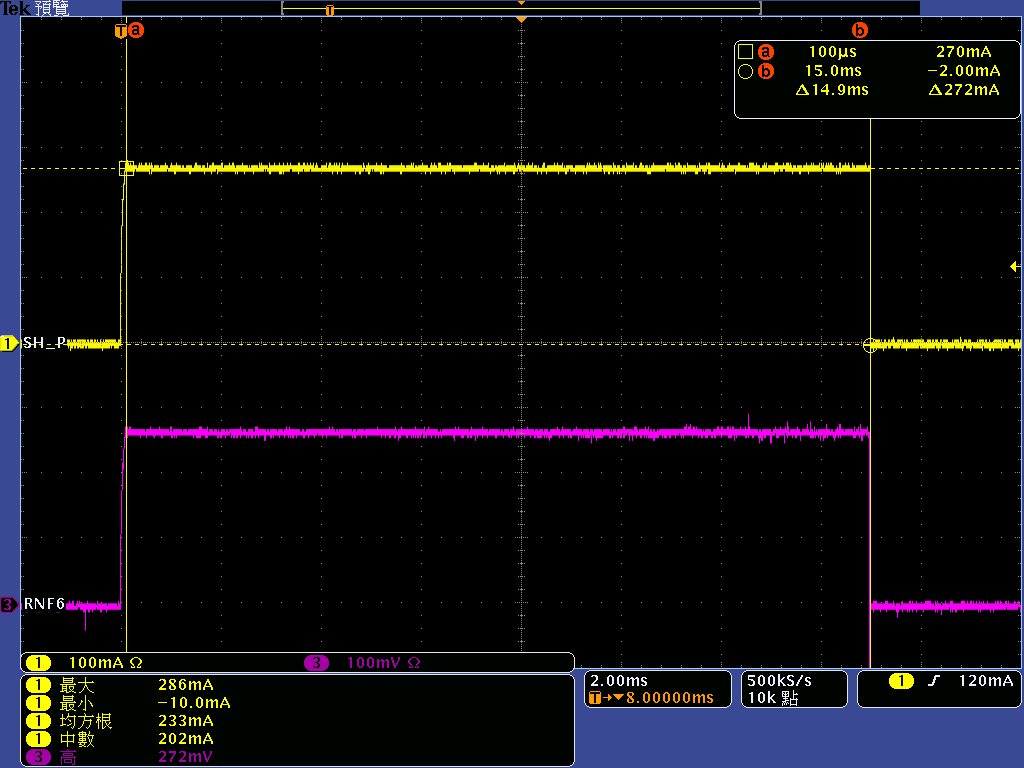 Tek 預覽
T
T a b
a 100µs 270mA
b 15.0ms −2.00mA
Δ14.9ms Δ272mA
1 SH_P
3 RNF6
1 100mA Ω 3 100mV Ω
1 最大 286mA
1 最小 −10.0mA
1 均方根 233mA
1 中數 202mA
3 高 272mV
2.00ms
T→▼8.00000ms
500kS/s
10k 點
1 120mA